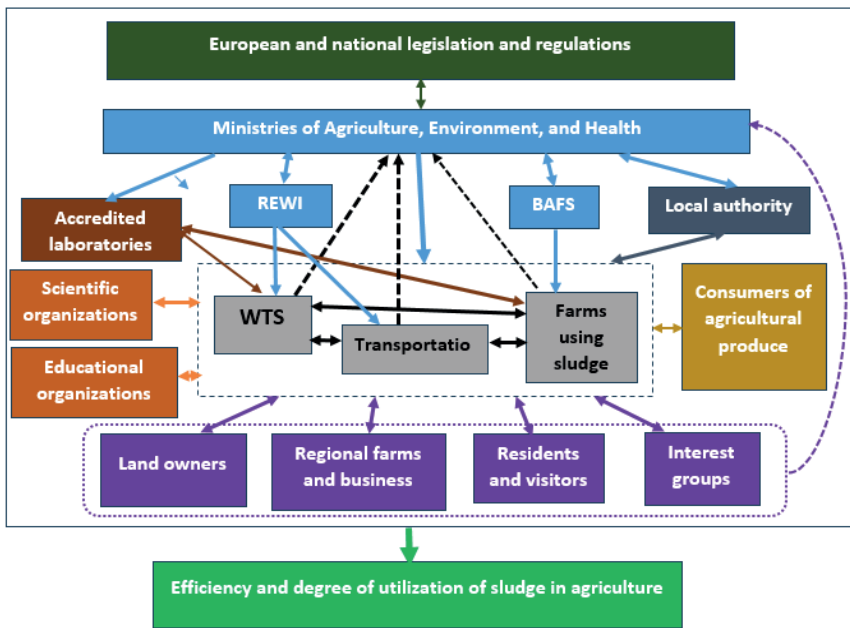 European and national legislation and regulations
Ministries of Agriculture, Environment, and Health
REWI
BAFS
Local authority
Accredited
laboratories
Scientific
organizations
WTS
Transportatio
Farms
using
sludge
Consumers of
agricultural
produce
Educational
organizations
Land owners
Regional farms
and business
Residents
and visitors
Interest
groups
Efficiency and degree of utilization of sludge in agriculture